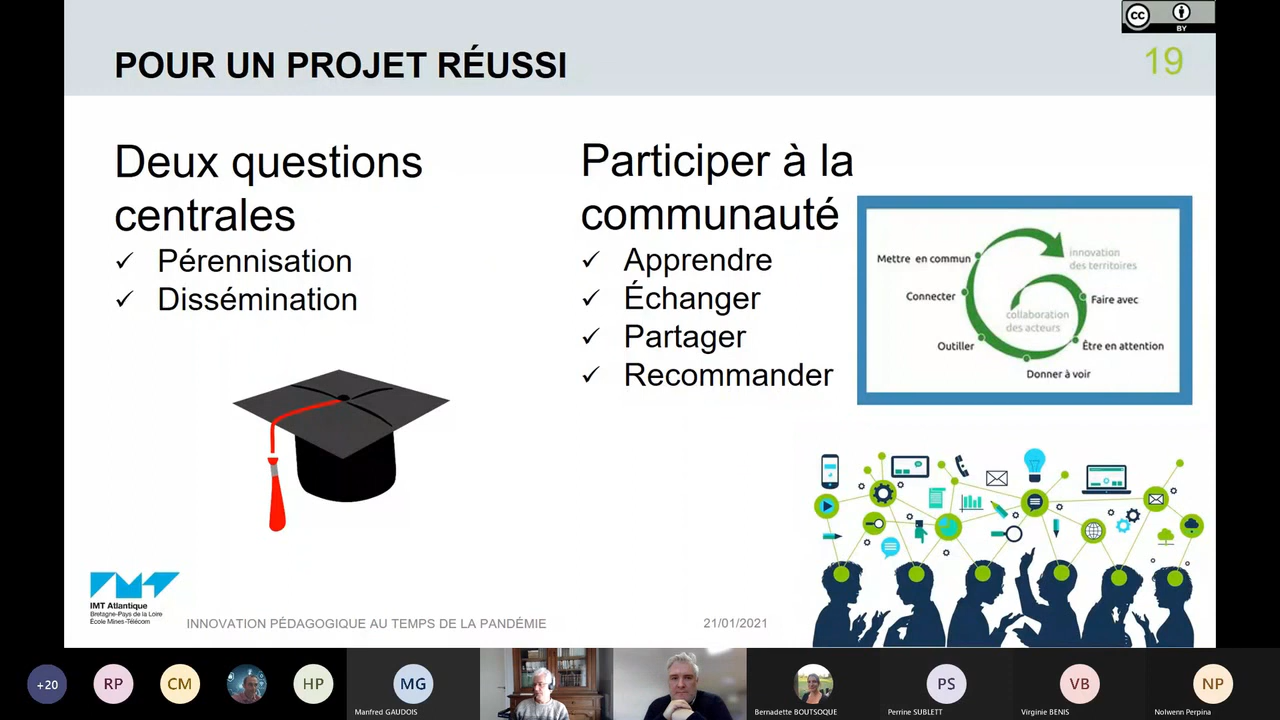 cc
BY
POUR UN PROJET RÉUSSI
19
Deux questions
centrales
✓ Pérennisation
✓ Dissémination
Participer à la
communauté
✓ Apprendre
✓ Échanger
✓ Partager
✓ Recommander
innovation
des territoires
Mettre en commun
Connecter
Faire avec
collaboration
des acteurs
Outiller
Être en attention
Donner à voir
IMT Atlantique
Bretagne-Pays de la Loire
École Mines-Télécom
INNOVATION PÉDAGOGIQUE AU TEMPS DE LA PANDÉMIE
21/01/2021
+20
RP
CM
HP
MG
Manfred GAUDOIS
Bernadette BOUTSOQUE
PS
Perrine SUBLETT
VB
Virginie BENIS
NP
Nolwenn Perpina